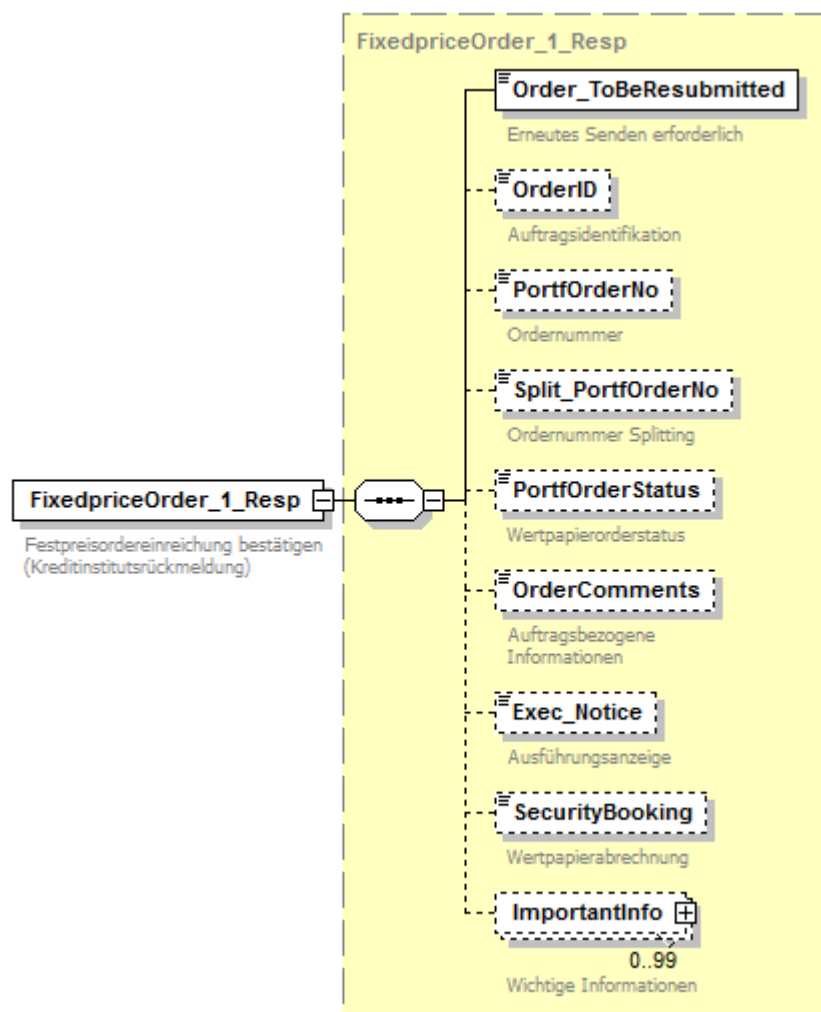 FixedpriceOrder_1_Resp
Order_ToBeResubmitted
Erneutes Senden erforderlich
OrderID
Auftragsidentifikation
PortfOrderNo
Ordernummer
Split_PortfOrderNo
Ordernummer Splitting
FixedpriceOrder_1_Resp
Festpreisordereinreichung bestätigen
(Kreditinstitutsrückmeldung)
PortfOrderStatus
Wertpapierorderstatus
OrderComments
Auftragsbezogene
Informationen
Exec_Notice
Ausführungsanzeige
SecurityBooking
Wertpapierabrechnung
ImportantInfo
0..99
Wichtige Informationen